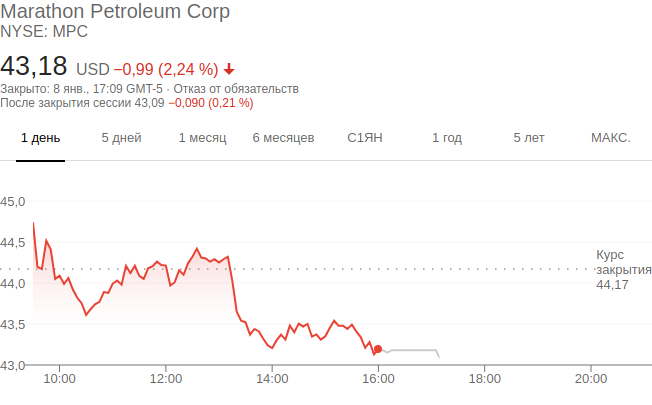 Marathon Petroleum Corp
NYSE: MPC
43,18 USD −0,99 (2,24 %)
Закрыто: 8 янв., 17:09 GMT-5 · Отказ от обязательств
После закрытия сессии 43,09 −0,090 (0,21 %)
1 день 5 дней 1 месяц 6 месяцев С1ЯН 1 год 5 лет МАКС.
45,0
44,5
Курс
закрытия
44,17
44,0
43,5
43,0
10:00 12:00 14:00 16:00 18:00 20:00